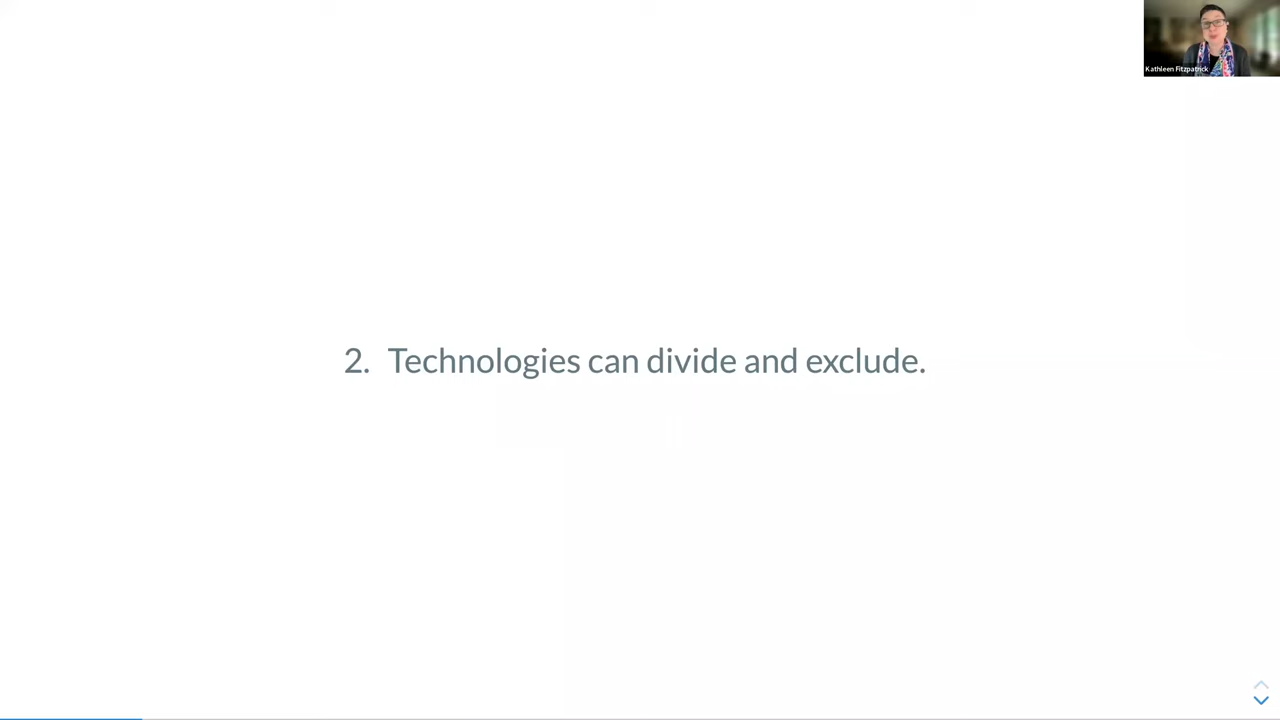 Kathleen Fitzpatrick
2. Technologies can divide and exclude.